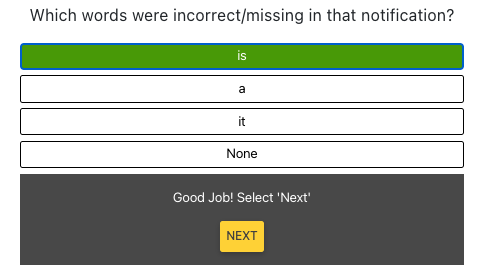 Which words were incorrect/missing in that notification?
is
a
it
None
Good Job! Select 'Next'
NEXT